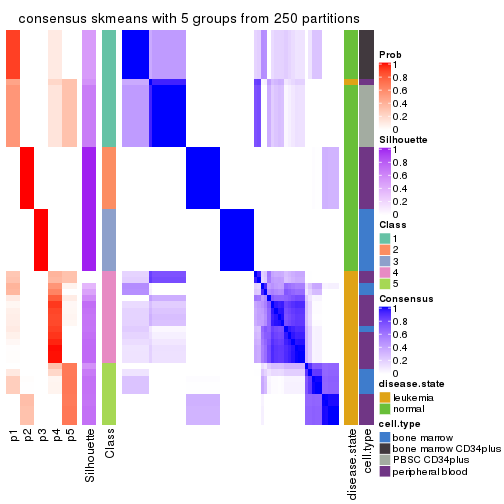 consensus skmeans with 5 groups from 250 partitions
Prob
1
0.8
0.6
0.4
0.2
0
Silhouette
1
0.8
0.6
0.4
0.2
0
Class
1
2
3
4
5
Consensus
1
0.8
0.6
0.4
0.2
0
disease.state
leukemia
normal
cell.type
bone marrow
bone marrow CD34plus
PBSC CD34plus
peripheral blood
p1
p2
p3
p4
p5
Silhouette
Class
disease.state
cell.type